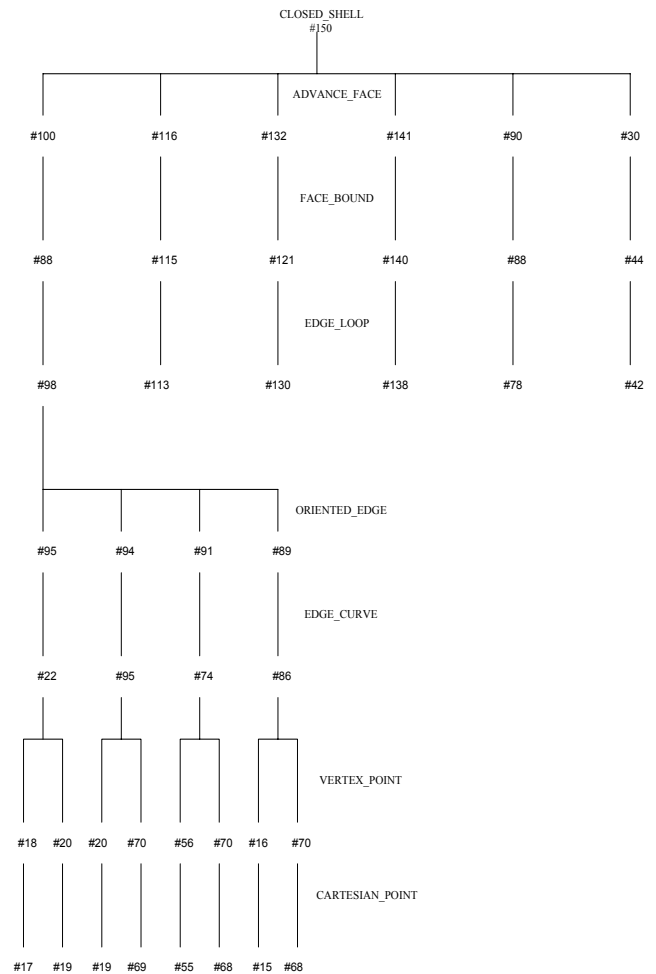 CLOSED_SHELL
#150
ADVANCE_FACE
#100 #116 #132 #141 #90 #30
FACE_BOUND
#88 #115 #121 #140 #88 #44
EDGE_LOOP
#98 #113 #130 #138 #78 #42
ORIENTED_EDGE
#95 #94 #91 #89
EDGE_CURVE
#22 #95 #74 #86
VERTEX_POINT
#18 #20 #20 #70 #56 #70 #16 #70
CARTESIAN_POINT
#17 #19 #19 #69 #55 #68 #15 #68